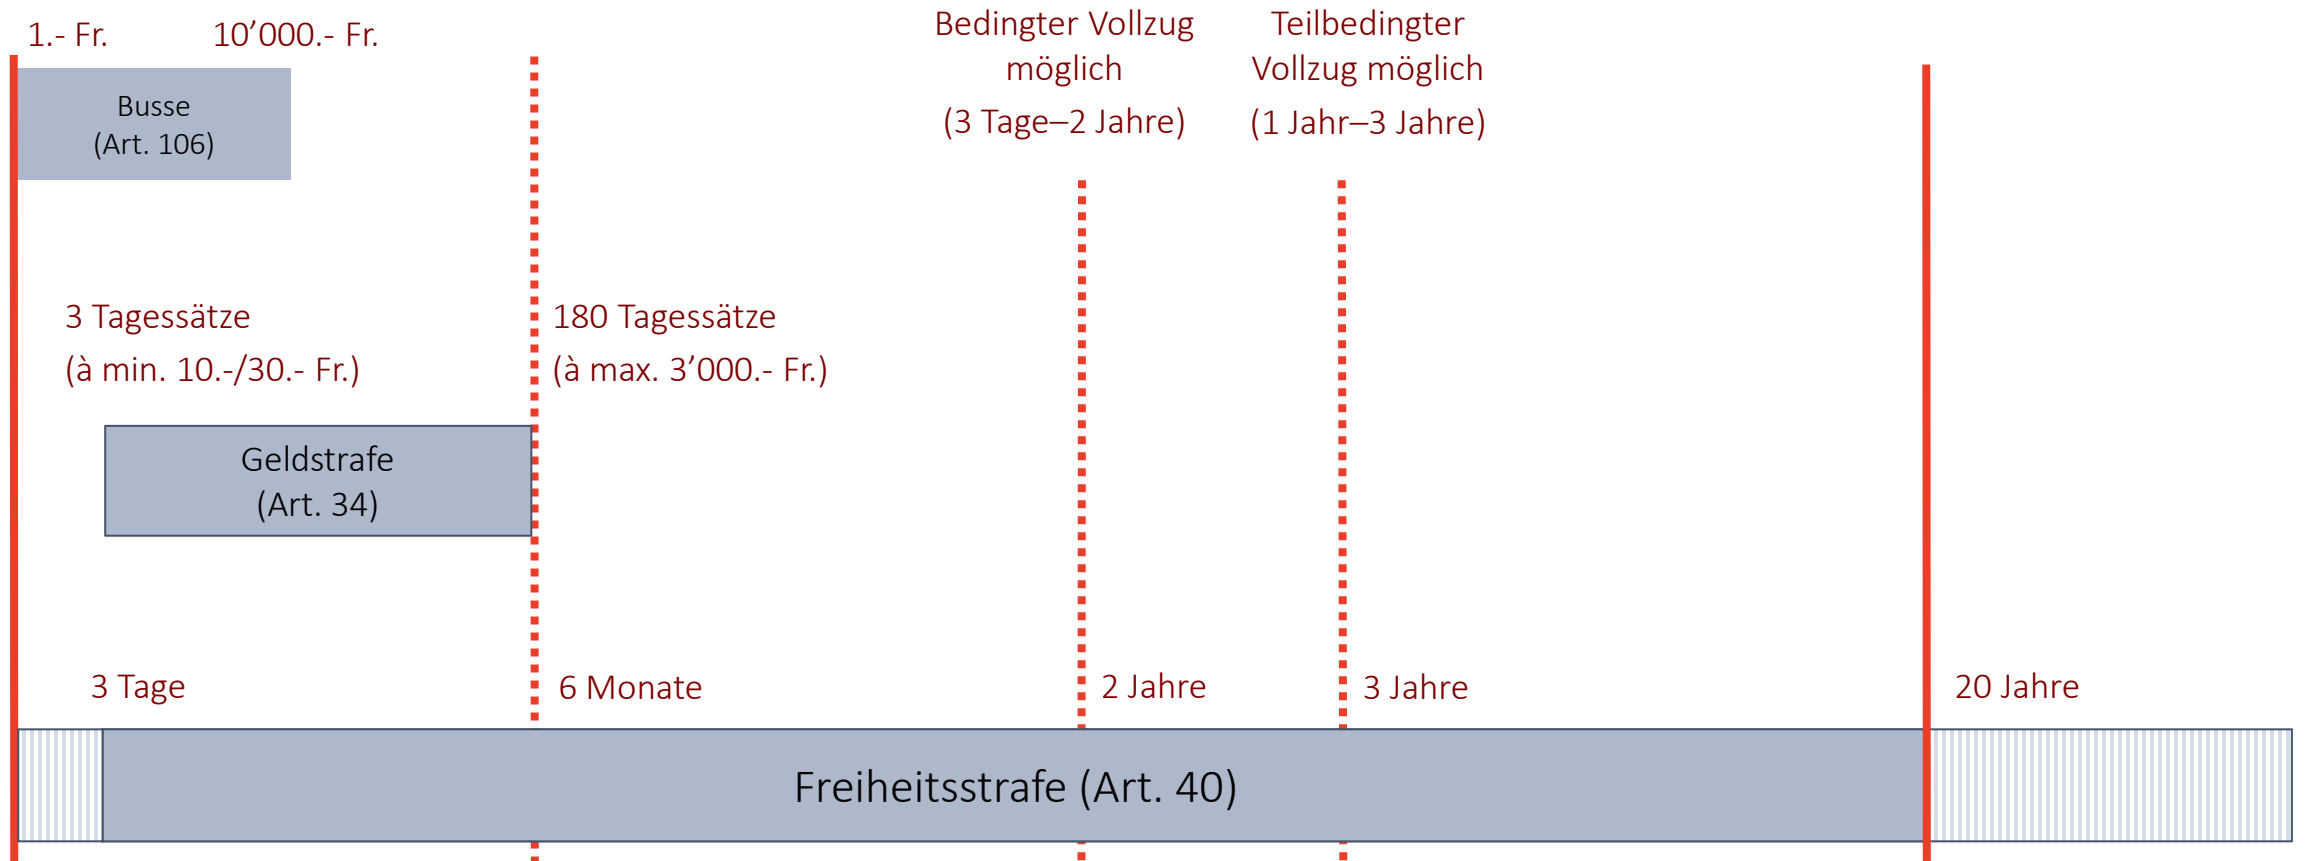 1.- Fr.
10’000.- Fr.
Bedingter Vollzug
möglich
(3 Tage–2 Jahre)
Teilbedingter
Vollzug möglich
(1 Jahr–3 Jahre)
Busse
(Art. 106)
3 Tagessätze
(à min. 10.-/30.- Fr.)
180 Tagessätze
(à max. 3’000.- Fr.)
Geldstrafe
(Art. 34)
3 Tage
6 Monate
2 Jahre
3 Jahre
20 Jahre
Freiheitsstrafe (Art. 40)